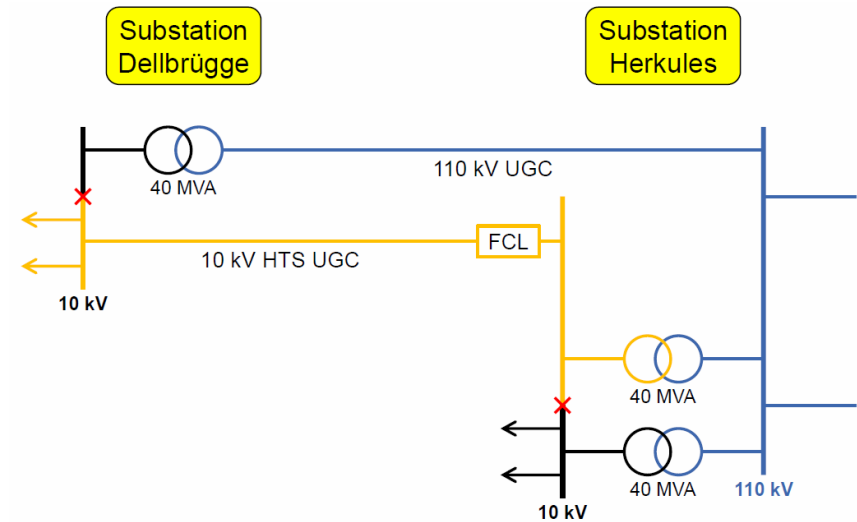 Substation
Dellbrügge
Substation
Herkules
40 MVA
110 kV UGC
FCL
10 kV HTS UGC
10 kV
40 MVA
40 MVA
10 kV
110 kV